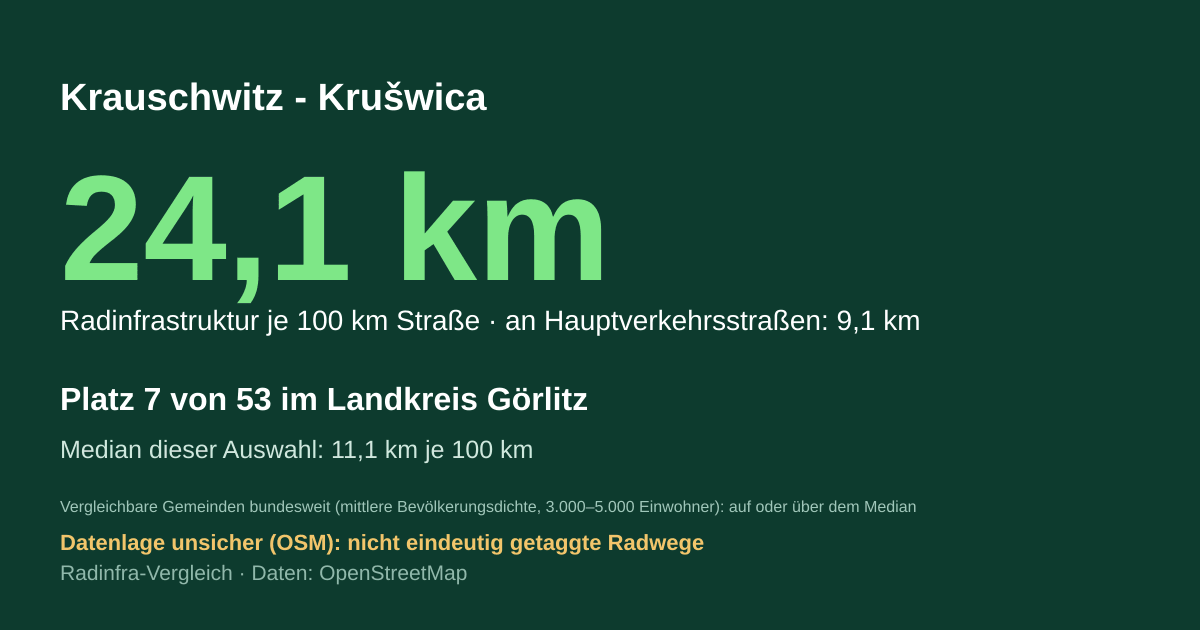 Krauschwitz - Krušwica
24,1 km
Radinfrastruktur je 100 km Straße · an Hauptverkehrsstraßen: 9,1 km
Platz 7 von 53 im Landkreis Görlitz
Median dieser Auswahl: 11,1 km je 100 km
Vergleichbare Gemeinden bundesweit (mittlere Bevölkerungsdichte, 3.000–5.000 Einwohner): auf oder über dem Median
Datenlage unsicher (OSM): nicht eindeutig getaggte Radwege
Radinfra-Vergleich · Daten: OpenStreetMap